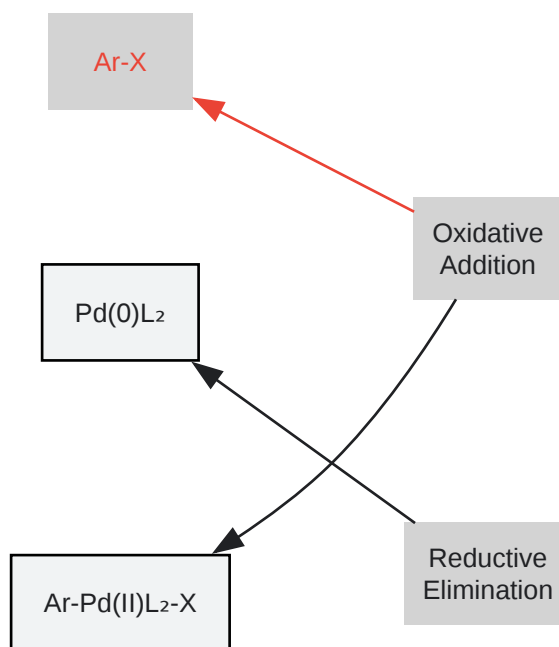 Ar-X
Oxidative
Addition
Pd(0)L₂
Reductive
Elimination
Ar-Pd(II)L₂-X